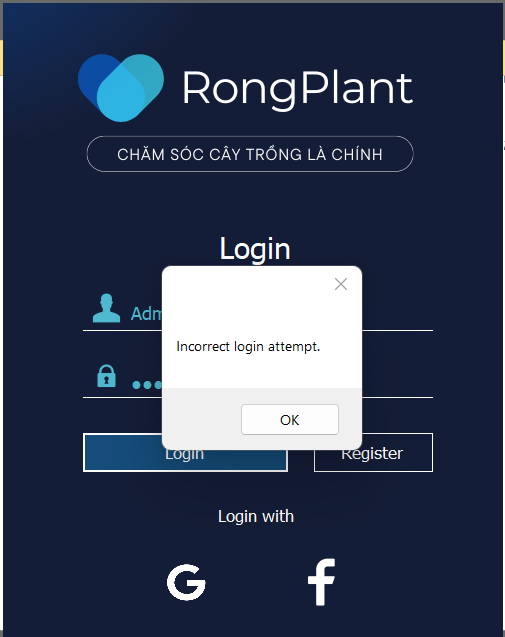 RongPlant
CHĂM SÓC CÂY TRỒNG LÀ CHÍNH
Login
Incorrect login attempt.
OK
Login
Register
Login with